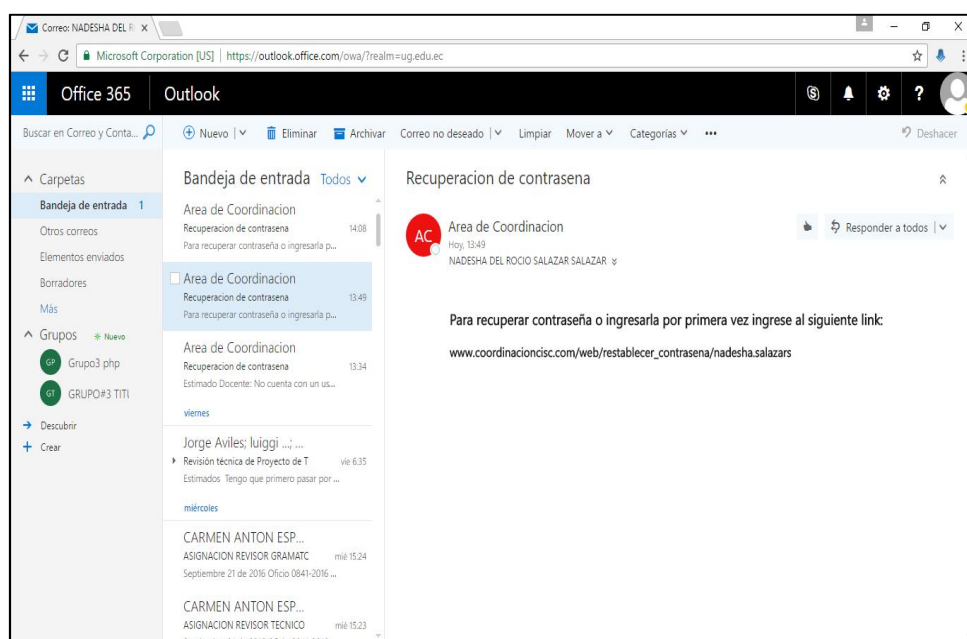 Correo: NADESHA DEL R
Microsoft Corporation [US] | https://outlook.office.com/owa/?realm=ug.edu.ec
Office 365 Outlook
Buscar en Correo y Conta...
Nuevo Eliminar Archivar Correo no deseado Limpiar Mover a Categorías ••• Deshacer
Carpetas
Bandeja de entrada 1
Otros correos
Elementos enviados
Borradores
Más
Grupos Nuevo
GP Grupo3 php
GT GRUPO#3 TITU
Descubrir
Crear
Bandeja de entrada Todos
Area de Coordinacion
Recuperacion de contrasena 14:08
Para recuperar contraseña o ingresarla p...
Area de Coordinacion
Recuperacion de contrasena 13:49
Para recuperar contraseña o ingresarla p...
Area de Coordinacion
Recuperacion de contrasena 13:34
Estimado Docente: No cuenta con un us...
viernes
Jorge Aviles; luiggi ...; ...
Revisión técnica de Proyecto de T vie 6:35
Estimados Tengo que primero pasar por ...
miércoles
CARMEN ANTON ESP...
ASIGNACION REVISOR GRAMATC mié 15:24
Septiembre 21 de 2016 Oficio 0841-2016 ...
CARMEN ANTON ESP...
ASIGNACION REVISOR TECNICO mié 15:23
Recuperacion de contrasena
AC
Area de Coordinacion
Hoy, 13:49
NADESHA DEL ROCIO SALAZAR SALAZAR
Responder a todos
Para recuperar contraseña o ingresarla por primera vez ingrese al siguiente link:
www.coordinacioncisc.com/web/restablecer_contrasena/nadesha.salazars